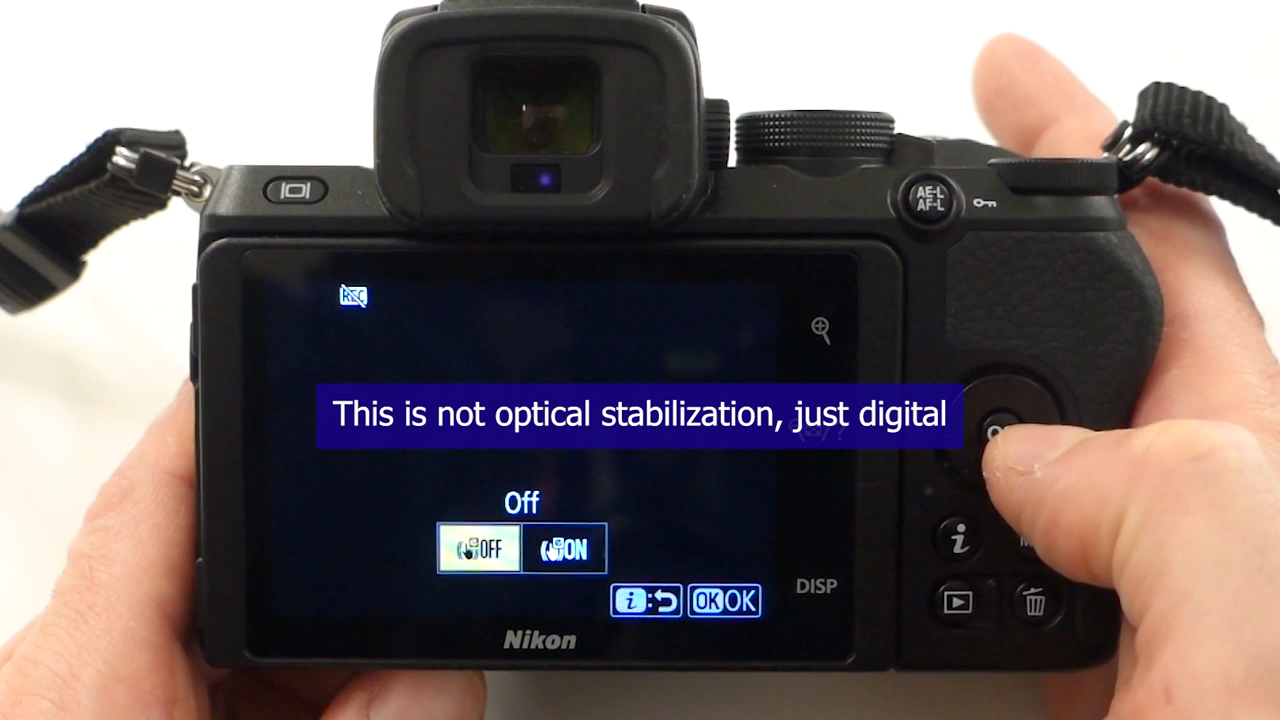 AE-L
AF-L
REC
This is not optical stabilization, just digital
Off
OFF
ON
i
i
OK OK
DISP
Nikon